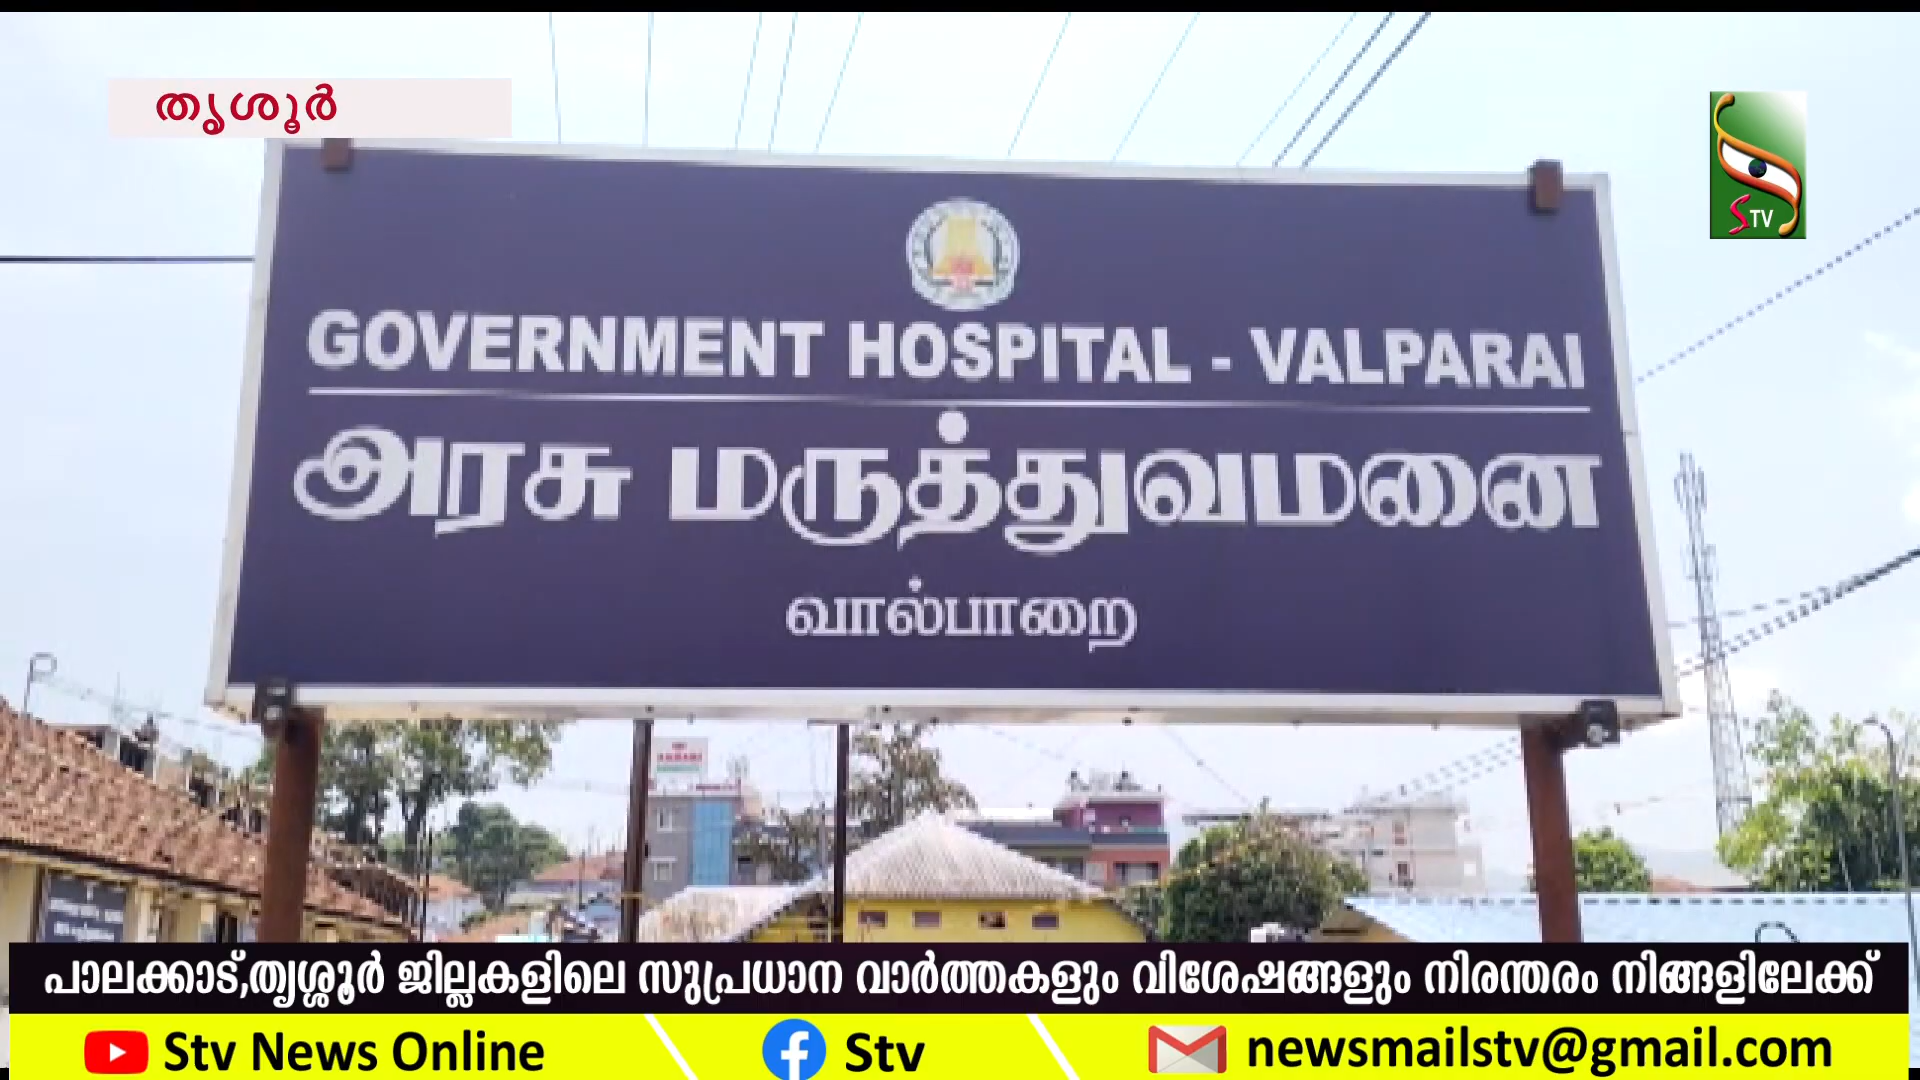 തൃശൂർ
STV
GOVERNMENT HOSPITAL - VALPARAI
அரசு மருத்துவமனை
வால்பாறை
പാലക്കാട്,തൃശ്ശൂർ ജില്ലകളിലെ സുപ്രധാന വാർത്തകളും വിശേഷങ്ങളും നിരന്തരം നിങ്ങളിലേക്ക്
Stv News Online
Stv
newsmailstv@gmail.com